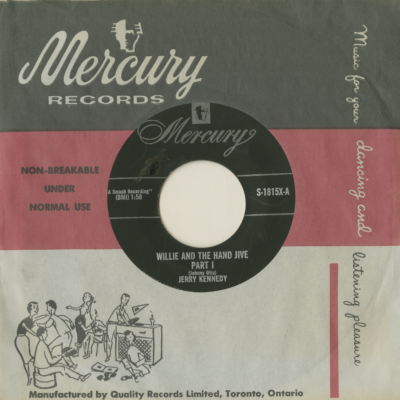 Mercury
RECORDS
Music for your dancing and listening pleasure
Mercury
NON-BREAKABLE
UNDER
NORMAL USE
"A Smash Recording"
(BMI) 1:56
S-1815X-A
WILLIE AND THE HAND JIVE
PART I
(Johnny Otis)
JERRY KENNEDY
Manufactured by Quality Records Limited, Toronto, Ontario